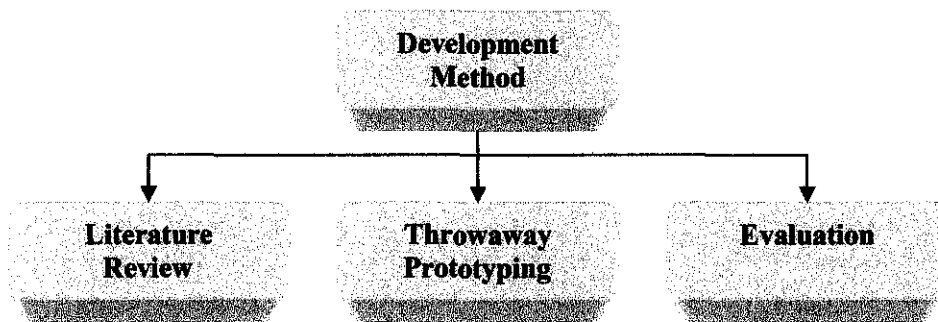 Development
Method
Literature
Review
Throwaway
Prototyping
Evaluation